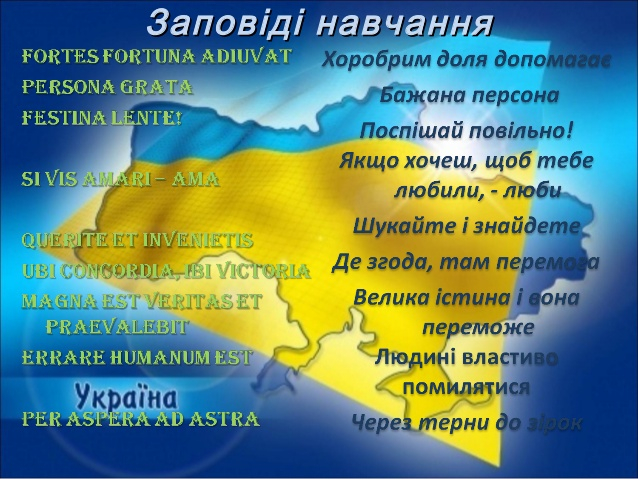 Заповіді навчання
FORTES FORTUNA ADIUVAT
PERSONA GRATA
FESTINA LENTE!
SI VIS AMARI – AMA
QUERITE ET INVENIETIS
UBI CONCORDIA, IBI VICTORIA
MAGNA EST VERITAS ET
PRAEVALEBIT
ERRARE HUMANUM EST
PER ASPERA AD ASTRA
Хоробрим доля допомагає
Бажана персона
Поспішай повільно!
Якщо хочеш, щоб тебе
любили, - люби
Шукайте і знайдете
Де згода, там перемога
Велика істина і вона
переможе
Людині властиво
помилятися
Через терни до зірок
Україна